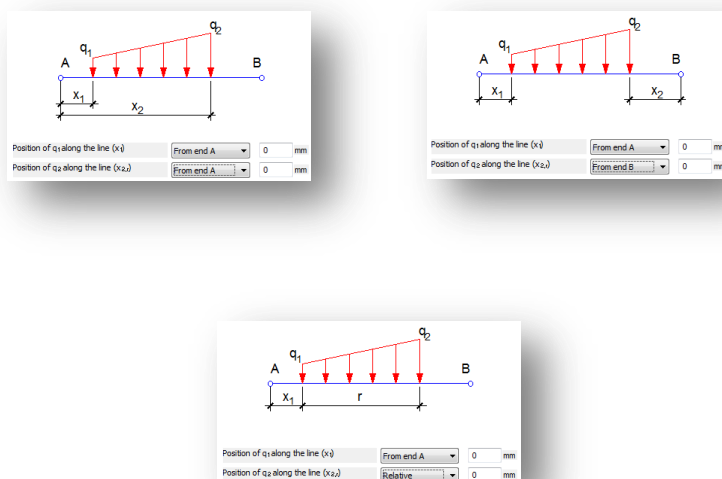 q2
q1
A B
x1
x2
Position of q1 along the line (x1) From end A 0 mm
Position of q2 along the line (x2,r) From end A 0 mm
q2
q1
A B
x1 x2
Position of q1 along the line (x1) From end A 0 mm
Position of q2 along the line (x2,r) From end B 0 mm
q2
q1
A B
x1 r
Position of q1 along the line (x1) From end A 0 mm
Position of q2 along the line (x2,r) Relative 0 mm